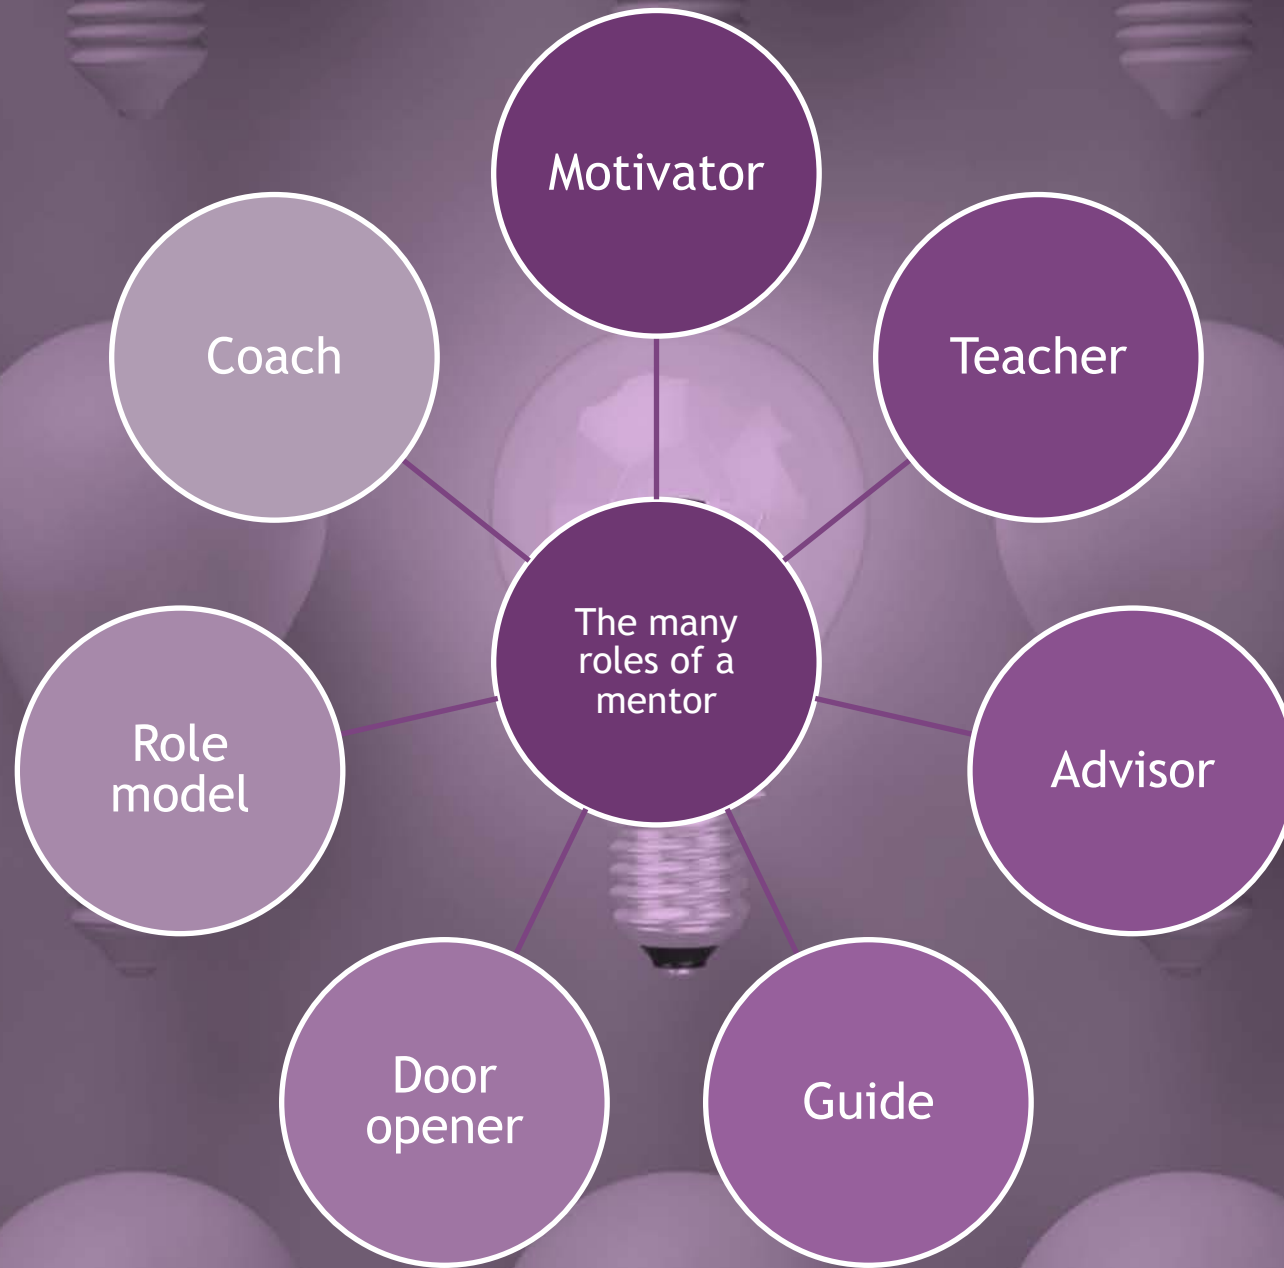 Motivator
Coach
Teacher
The many
roles of a
mentor
Role
model
Advisor
Door
opener
Guide